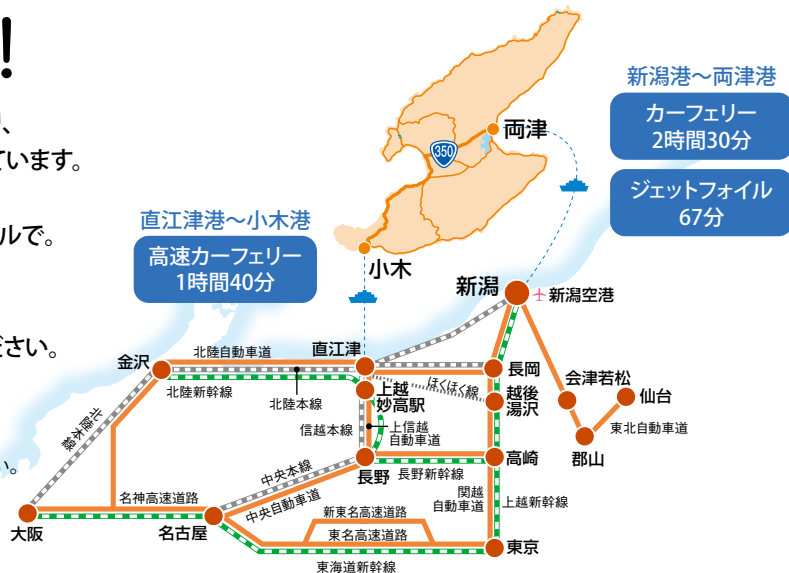 !
、
ています。
ルで。
ださい。
い。
新潟港〜両津港
カーフェリー
2時間30分
ジェットフォイル
67分
両津
350
直江津港〜小木港
高速カーフェリー
1時間40分
小木
新潟
新潟空港
北陸自動車道
直江津
金沢
長岡
ほくほく線
北陸新幹線
北陸本線
上越
妙高駅
越後
湯沢
会津若松
仙台
北陸本線
信越本線
上信越
自動車道
東北自動車道
郡山
中央本線
長野
長野新幹線
高崎
名神高速道路
中央自動車道
関越
自動車道
上越新幹線
新東名高速道路
大阪
名古屋
東名高速道路
東京
東海道新幹線